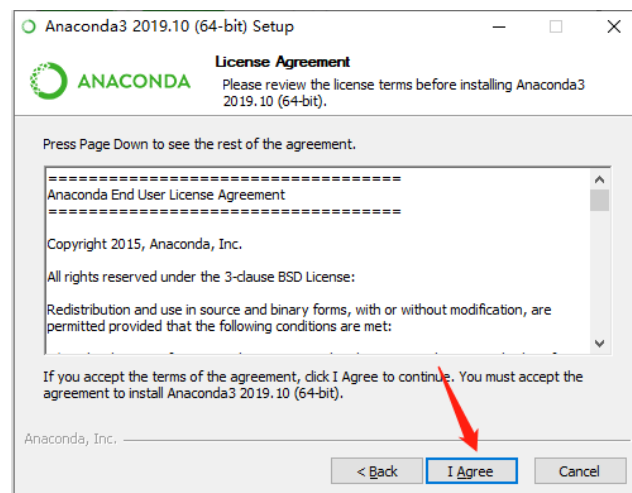 Anaconda3 2019.10 (64-bit) Setup
ANACONDA
License Agreement
Please review the license terms before installing Anaconda3
2019.10 (64-bit).
Press Page Down to see the rest of the agreement.
====================================
Anaconda End User License Agreement
====================================
Copyright 2015, Anaconda, Inc.
All rights reserved under the 3-clause BSD License:
Redistribution and use in source and binary forms, with or without modification, are
permitted provided that the following conditions are met:
If you accept the terms of the agreement, click I Agree to continue. You must accept the
agreement to install Anaconda3 2019.10 (64-bit).
Anaconda, Inc.
< Back
I Agree
Cancel